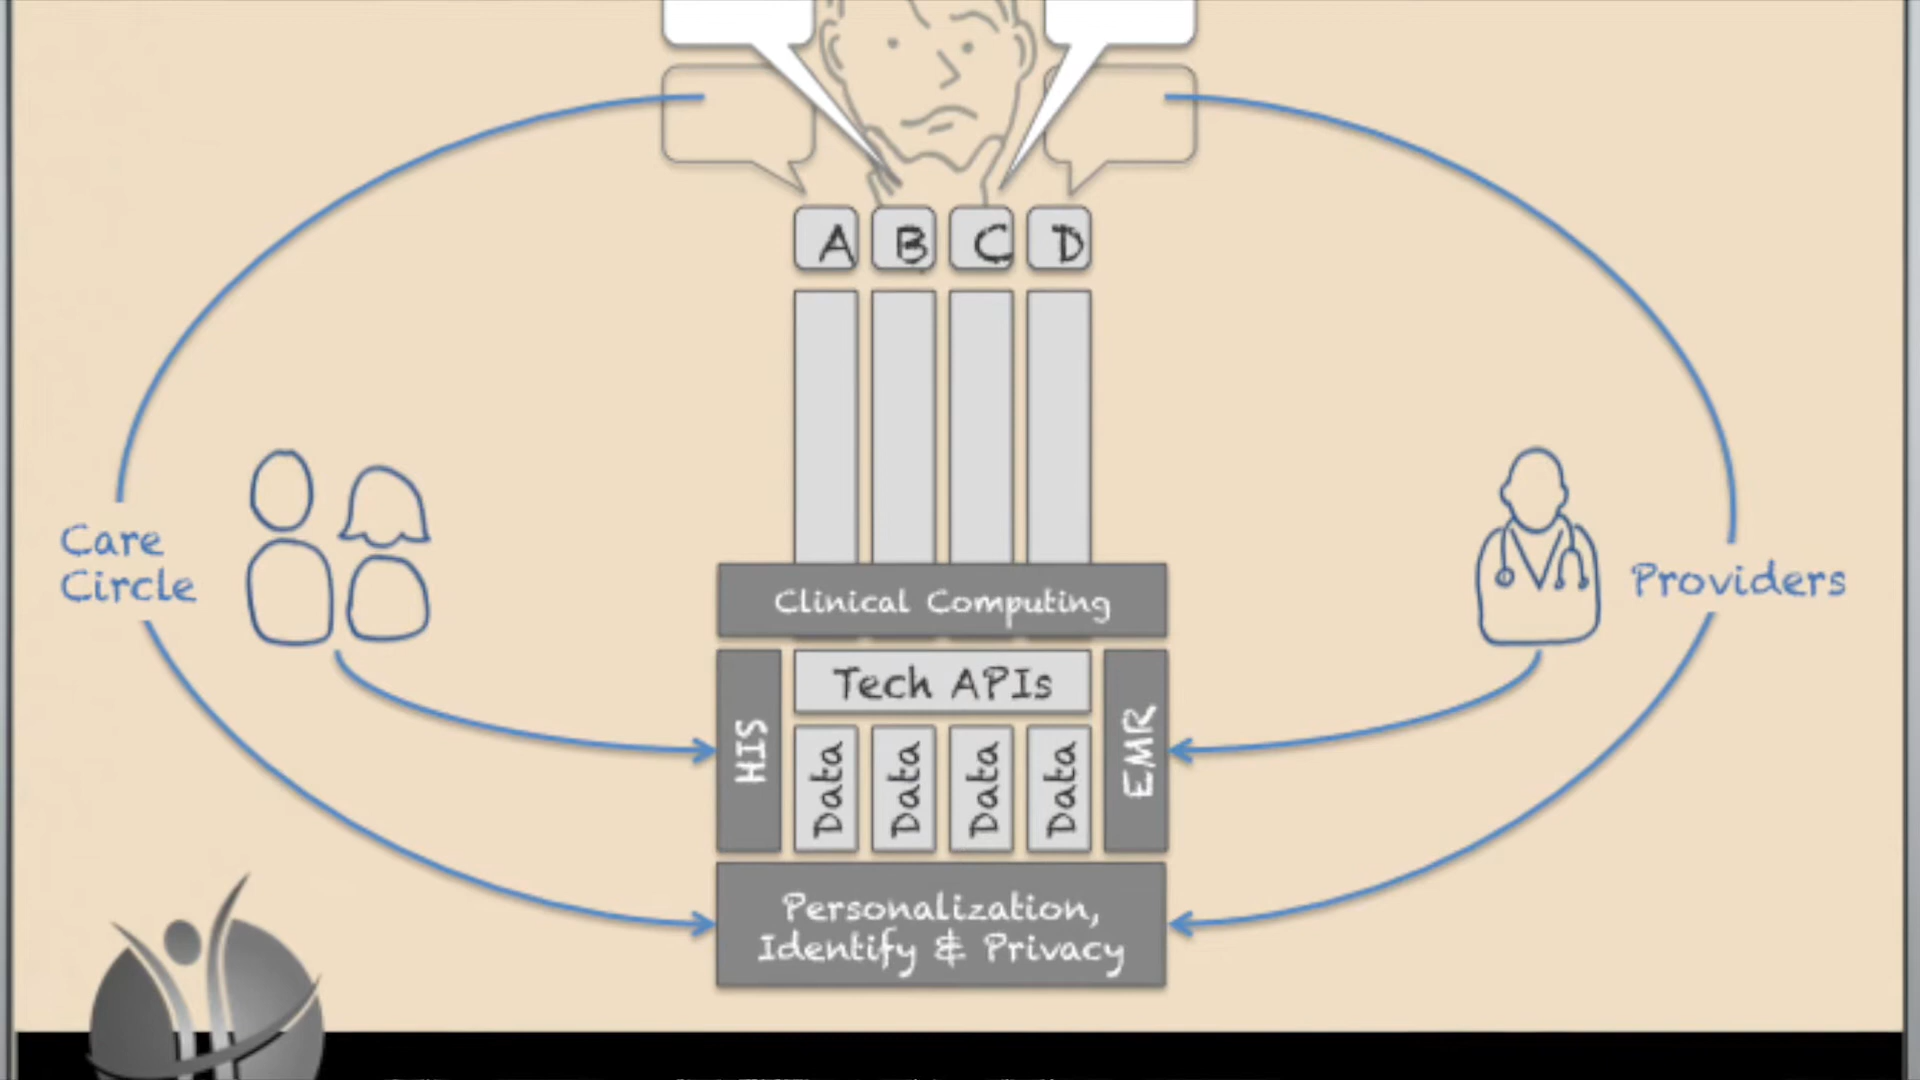 A B C D
Care
Circle
Providers
Clinical Computing
Tech APIs
HIS
EMR
Data Data Data Data
Personalization,
Identify & Privacy